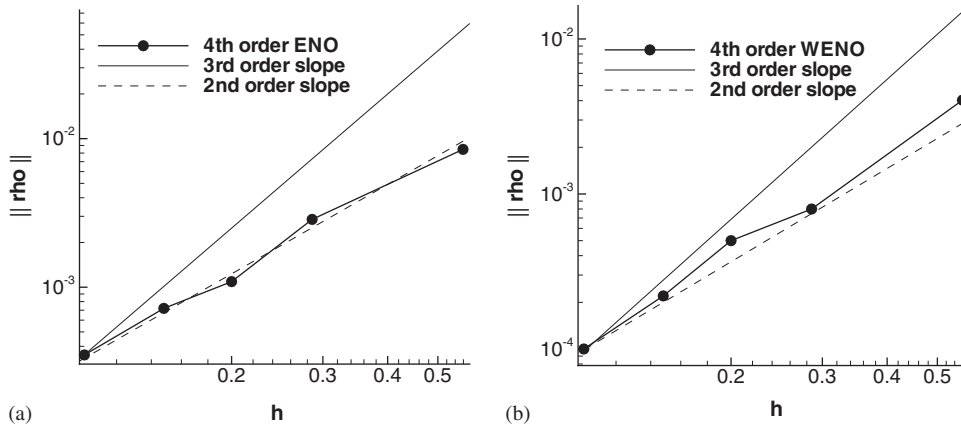 4th order ENO
3rd order slope
2nd order slope
10-2
10-3
|| rho ||
0.2 0.3 0.4 0.5
h
(a)
4th order WENO
3rd order slope
2nd order slope
10-2
10-3
10-4
|| rho ||
0.2 0.3 0.4 0.5
h
(b)